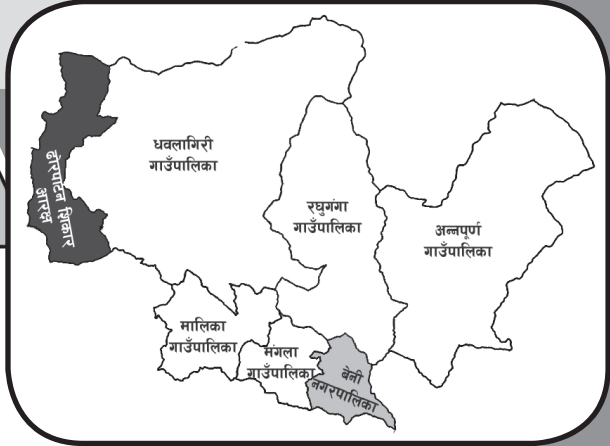 धवलागिरी
गाउँपालिका
ढोरपाटन शिकार
आरक्ष
रघुगंगा
गाउँपालिका
अन्नपूर्ण
गाउँपालिका
मालिका
गाउँपालिका
मंगला
गाउँपालिका
बेनी
नगरपालिका